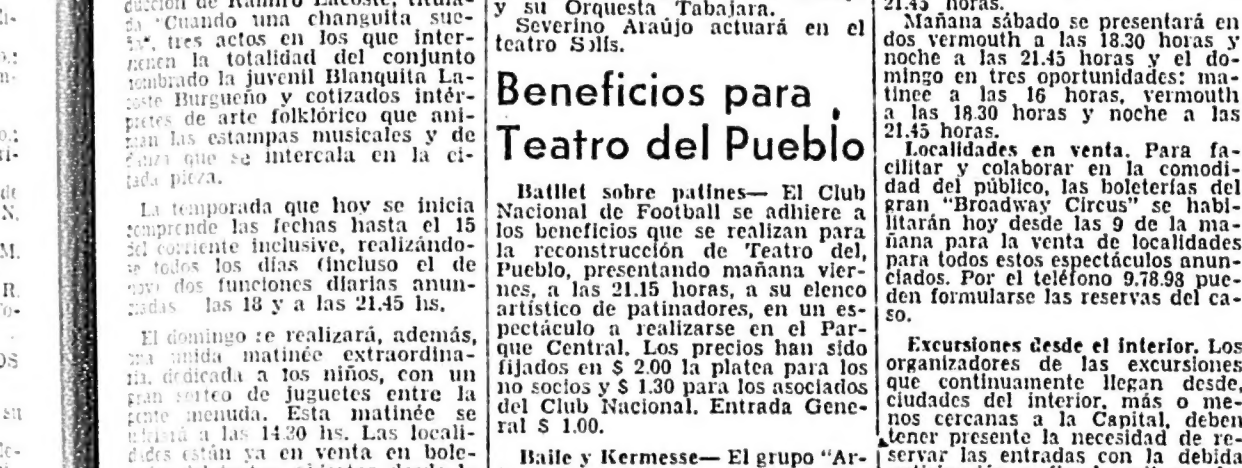 ducción de Ramiro Lacoste, titula-
da "Cuando una changuita sue-
tres actos en los que inter-
vienen la totalidad del conjunto
nombrado la juvenil Blanquita La-
coste Burgueño y cotizados intér-
pretes de arte folklórico que ani-
man las estampas musicales y de
danza que se intercala en la ci-
tada pieza.
La temporada que hoy se inicia
comprende las fechas hasta el 15
del corriente inclusive, realizándo-
se todos los días (incluso el de
hoy) dos funciones diarias anun-
ciadas las 18 y a las 21.45 hs.
El domingo se realizará, además,
una matinée extraordina-
ria, dedicada a los niños, con un
gran sorteo de juguetes entre la
gente menuda. Esta matinée se
iniciará a las 14.30 hs. Las locali-
dades están ya en venta en bole-
y su Orquesta Tabajara.
Severino Araújo actuará en el
teatro Solís.
Beneficios para
Teatro del Pueblo
Batllet sobre patines— El Club
Nacional de Football se adhiere a
los beneficios que se realizan para
la reconstrucción de Teatro del,
Pueblo, presentando mañana vier-
nes, a las 21.15 horas, a su elenco
artístico de patinadores, en un es-
pectáculo a realizarse en el Par-
que Central. Los precios han sido
fijados en $ 2.00 la platea para los
no socios y $ 1.30 para los asociados
del Club Nacional. Entrada Gene-
ral $ 1.00.
Baile y Kermesse— El grupo "Ar-
21.45 horas.
Mañana sábado se presentará en
dos vermouth a las 18.30 horas y
noche a las 21.45 horas y el do-
mingo en tres oportunidades: ma-
tinee a las 16 horas, vermouth
a las 18.30 horas y noche a las
21.45 horas.
Localidades en venta. Para fa-
cilitar y colaborar en la comodi-
dad del público, las boleterías del
gran "Broadway Circus" se habi-
litarán hoy desde las 9 de la ma-
ñana para la venta de localidades
para todos estos espectáculos anun-
ciados. Por el teléfono 9.78.98 pue-
den formularse las reservas del ca-
so.
Excursiones desde el interior. Los
organizadores de las excursiones
que continuamente llegan desde,
ciudades del interior, más o me-
nos cercanas a la Capital, deben
tener presente la necesidad de re-
servar las entradas con la debida